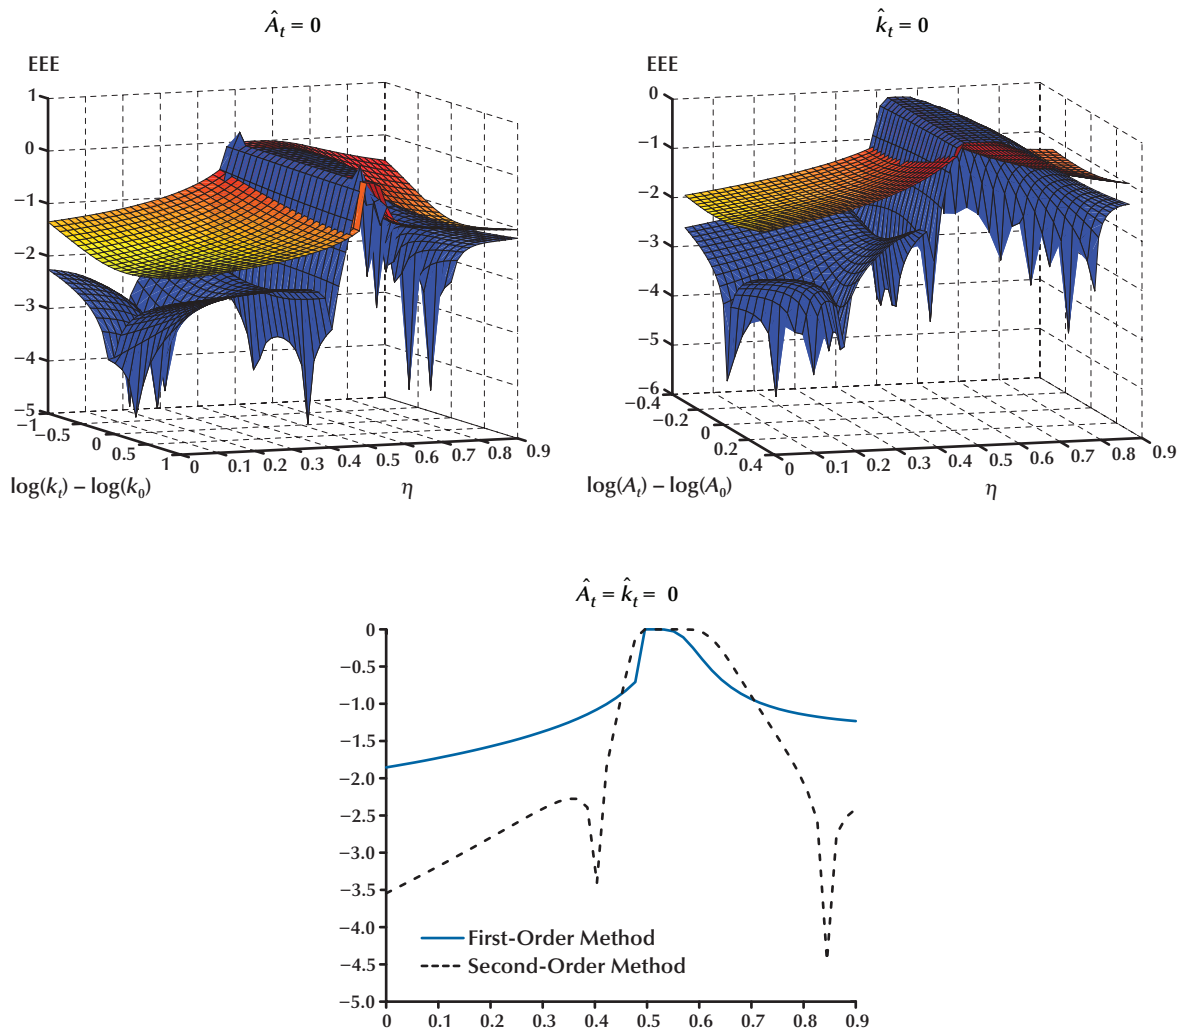 Â_t = 0
EEE
1
0
−1
−2
−3
−4
−5
−1
−0.5
0
0.5
1
0 0.1 0.2 0.3 0.4 0.5 0.6 0.7 0.8 0.9
log(k_t) − log(k_0)
η
k̂_t = 0
EEE
0
−1
−2
−3
−4
−5
−6
−0.4
−0.2
0
0.2
0.4
0 0.1 0.2 0.3 0.4 0.5 0.6 0.7 0.8 0.9
log(A_t) − log(A_0)
η
Â_t = k̂_t = 0
0
−0.5
−1.0
−1.5
−2.0
−2.5
−3.0
−3.5
−4.0
−4.5
−5.0
First-Order Method
Second-Order Method
0 0.1 0.2 0.3 0.4 0.5 0.6 0.7 0.8 0.9